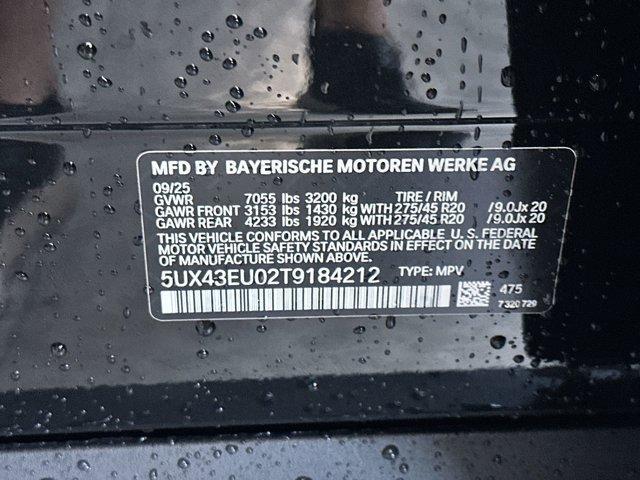 MFD BY BAYERISCHE MOTOREN WERKE AG
09/25
GVWR 7055 lbs 3200 kg TIRE / RIM
GAWR FRONT 3153 lbs 1430 kg WITH 275/45 R20 /9.0Jx 20
GAWR REAR 4233 lbs 1920 kg WITH 275/45 R20 /9.0Jx 20
THIS VEHICLE CONFORMS TO ALL APPLICABLE U. S. FEDERAL
MOTOR VEHICLE SAFETY STANDARDS IN EFFECT ON THE DATE
OF MANUFACTURE SHOWN ABOVE.
5UX43EU02T9184212 TYPE: MPV
475
7 320 729